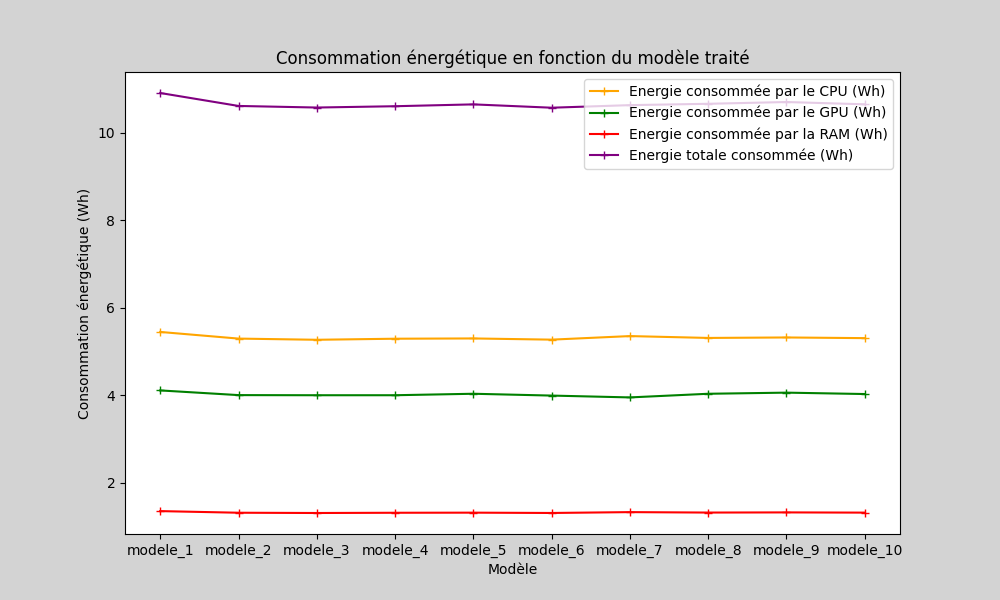 Consommation énergétique en fonction du modèle traité
Energie consommée par le CPU (Wh)
Energie consommée par le GPU (Wh)
Energie consommée par la RAM (Wh)
Energie totale consommée (Wh)
Consommation énergétique (Wh)
10
8
6
4
2
modele_1 modele_2 modele_3 modele_4 modele_5 modele_6 modele_7 modele_8 modele_9 modele_10
Modèle